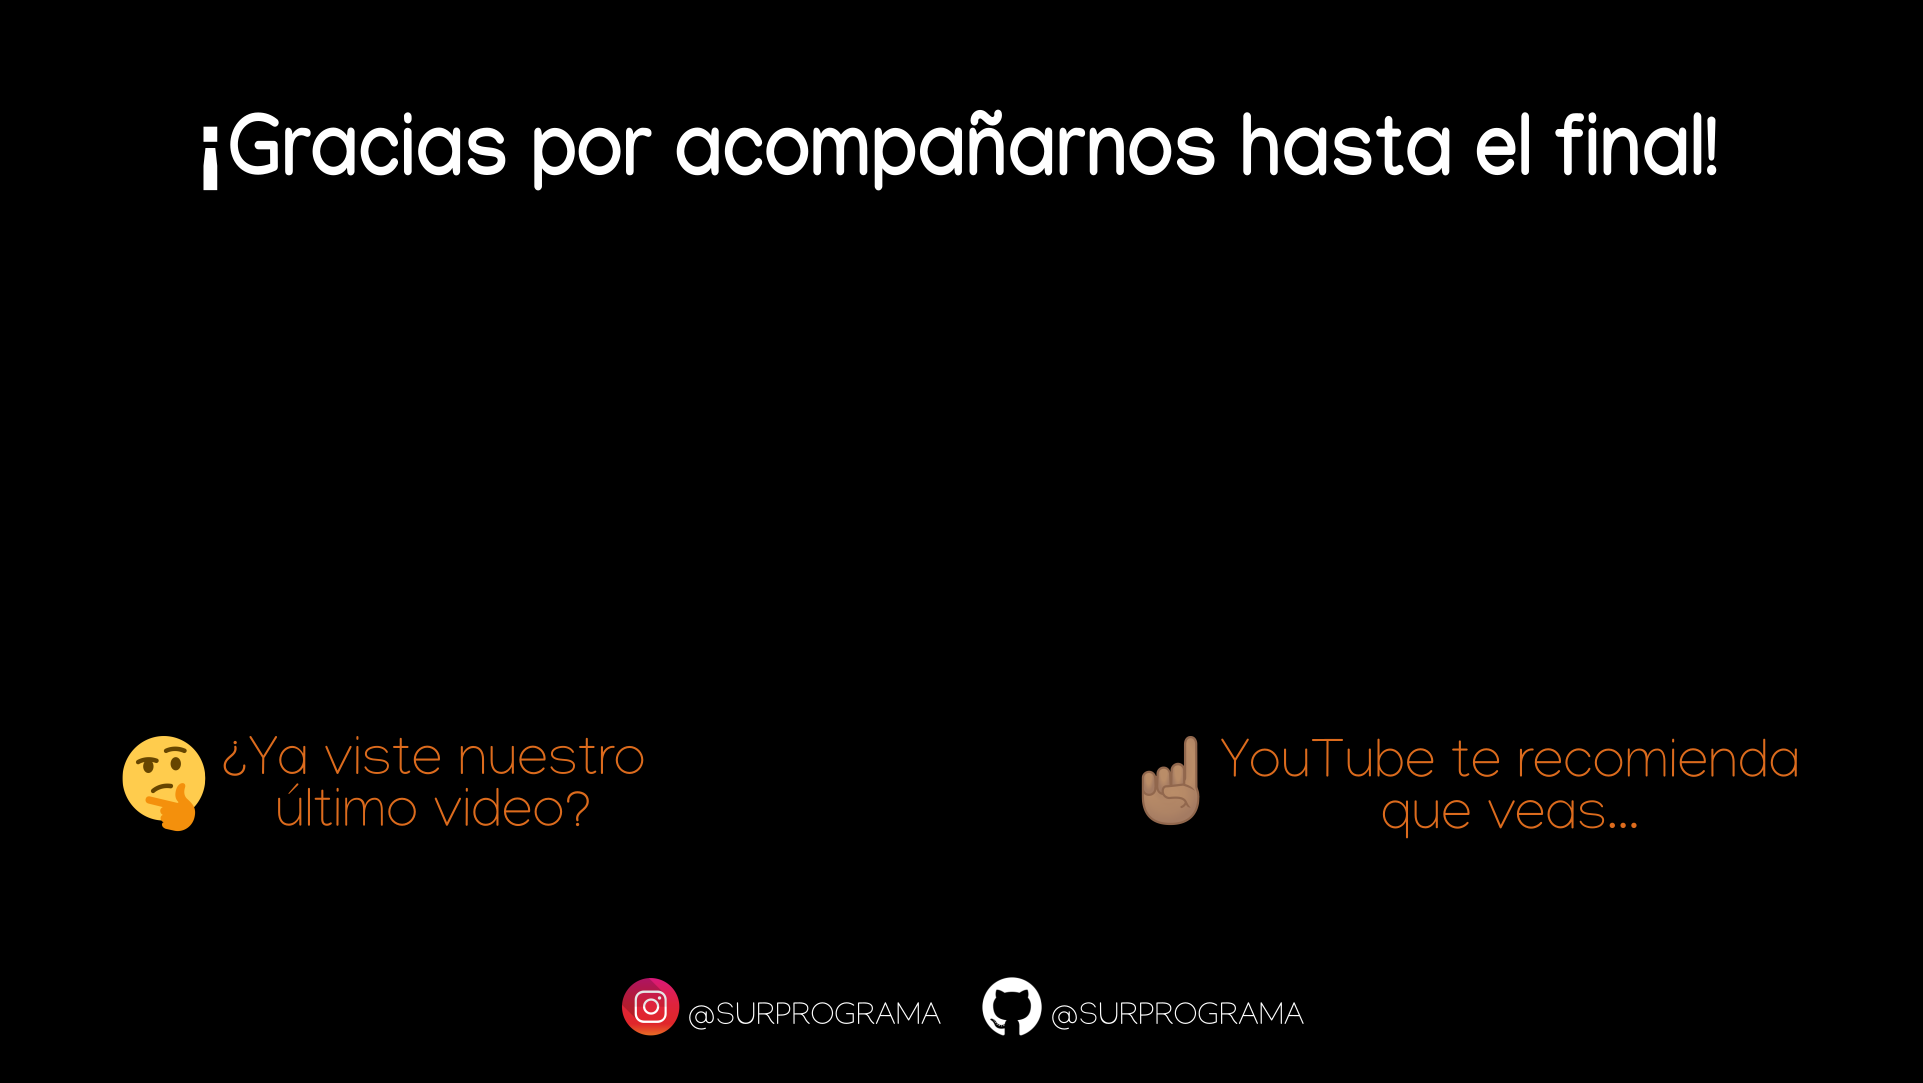 ¡Gracias por acompañarnos hasta el final!
¿Ya viste nuestro
último video?
YouTube te recomienda
que veas...
@SURPROGRAMA
@SURPROGRAMA